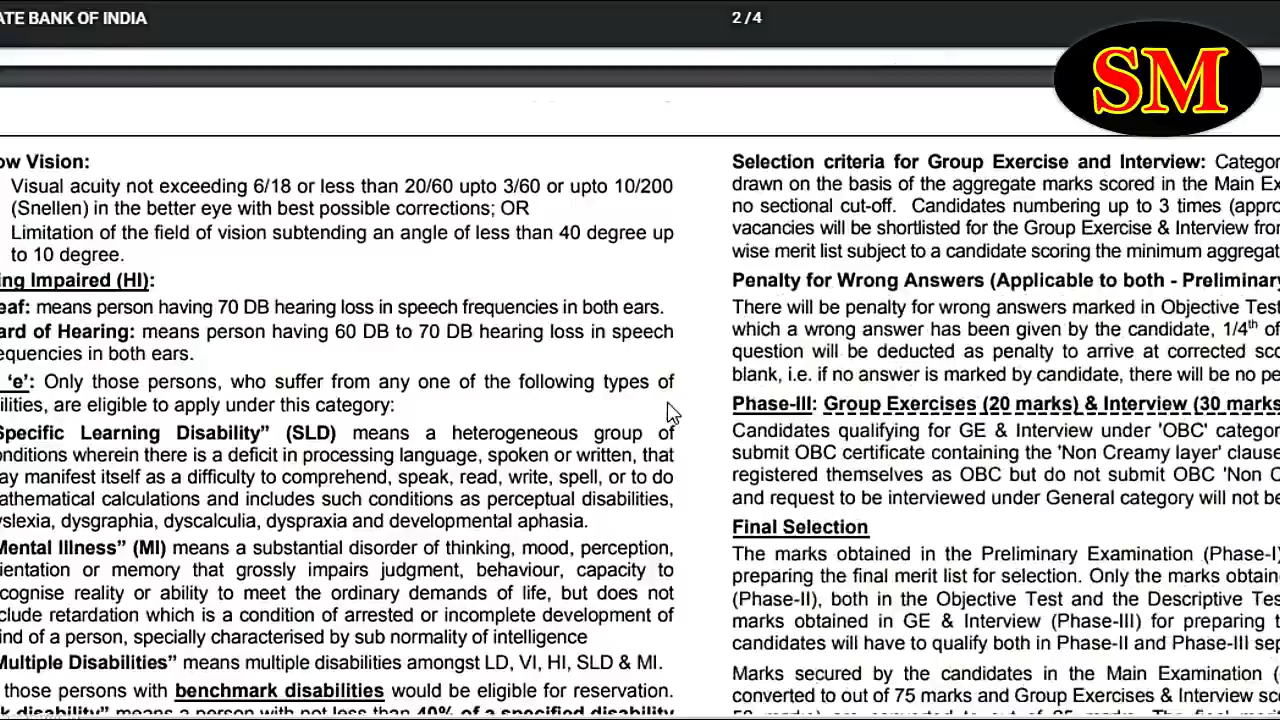 ATE BANK OF INDIA
2 / 4
SM
ow Vision:
Visual acuity not exceeding 6/18 or less than 20/60 upto 3/60 or upto 10/200
(Snellen) in the better eye with best possible corrections; OR
Limitation of the field of vision subtending an angle of less than 40 degree up
to 10 degree.
ing Impaired (HI):
eaf: means person having 70 DB hearing loss in speech frequencies in both ears.
ard of Hearing: means person having 60 DB to 70 DB hearing loss in speech
equencies in both ears.
'e': Only those persons, who suffer from any one of the following types of
ilities, are eligible to apply under this category:
Specific Learning Disability" (SLD) means a heterogeneous group of
onditions wherein there is a deficit in processing language, spoken or written, that
ay manifest itself as a difficulty to comprehend, speak, read, write, spell, or to do
athematical calculations and includes such conditions as perceptual disabilities,
yslexia, dysgraphia, dyscalculia, dyspraxia and developmental aphasia.
Mental Illness" (MI) means a substantial disorder of thinking, mood, perception,
ientation or memory that grossly impairs judgment, behaviour, capacity to
cognise reality or ability to meet the ordinary demands of life, but does not
clude retardation which is a condition of arrested or incomplete development of
ind of a person, specially characterised by sub normality of intelligence
Multiple Disabilities" means multiple disabilities amongst LD, VI, HI, SLD & MI.
those persons with benchmark disabilities would be eligible for reservation.
k disability" means a person with not less than 40% of a specified disability
Selection criteria for Group Exercise and Interview: Categor
drawn on the basis of the aggregate marks scored in the Main Ex
no sectional cut-off. Candidates numbering up to 3 times (appro
vacancies will be shortlisted for the Group Exercise & Interview fron
wise merit list subject to a candidate scoring the minimum aggregat
Penalty for Wrong Answers (Applicable to both - Preliminary
There will be penalty for wrong answers marked in Objective Test
which a wrong answer has been given by the candidate, 1/4th of
question will be deducted as penalty to arrive at corrected sco
blank, i.e. if no answer is marked by candidate, there will be no pe
Phase-III: Group Exercises (20 marks) & Interview (30 marks
Candidates qualifying for GE & Interview under 'OBC' categor
submit OBC certificate containing the 'Non Creamy layer' clause
registered themselves as OBC but do not submit OBC 'Non C
and request to be interviewed under General category will not be
Final Selection
The marks obtained in the Preliminary Examination (Phase-I)
preparing the final merit list for selection. Only the marks obtain
(Phase-II), both in the Objective Test and the Descriptive Tes
marks obtained in GE & Interview (Phase-III) for preparing t
candidates will have to qualify both in Phase-II and Phase-III sep
Marks secured by the candidates in the Main Examination (
converted to out of 75 marks and Group Exercises & Interview sc